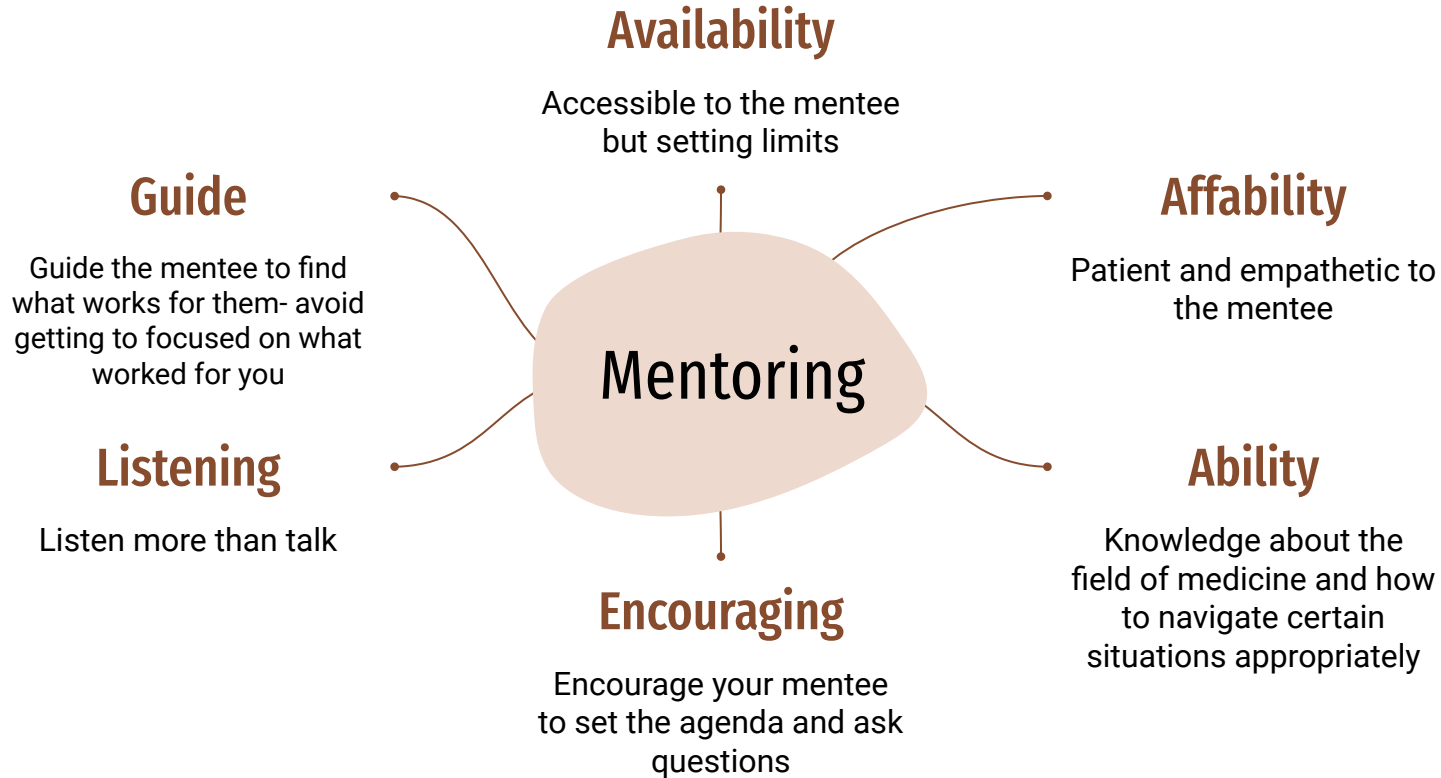 Availability
Accessible to the mentee
but setting limits
Guide
Guide the mentee to find
what works for them- avoid
getting to focused on what
worked for you
Affability
Patient and empathetic to
the mentee
Mentoring
Listening
Listen more than talk
Ability
Knowledge about the
field of medicine and how
to navigate certain
situations appropriately
Encouraging
Encourage your mentee
to set the agenda and ask
questions